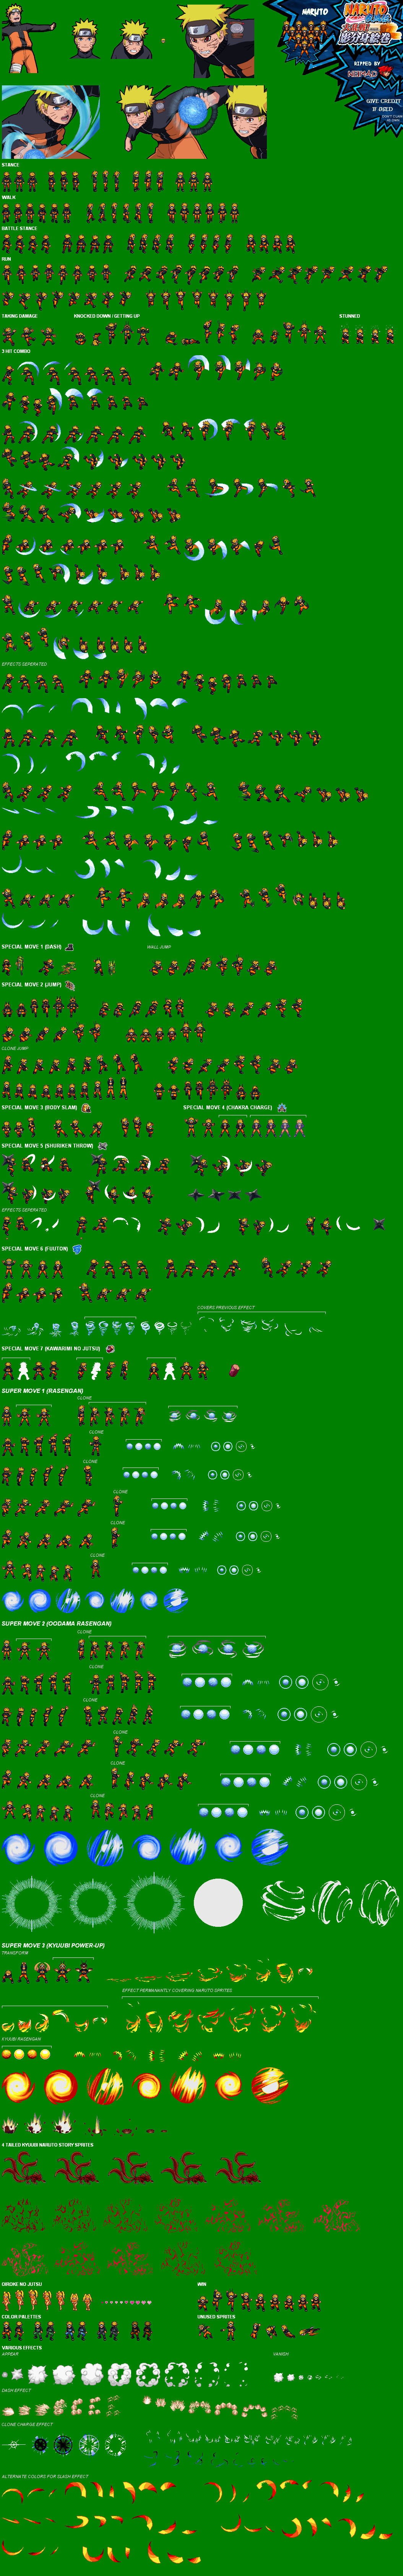 NARUTO
NARUTO
RIPPED BY
NEIMAD
GIVE CREDIT
IF USED
STANCE
WALK
BATTLE STANCE
RUN
TAKING DAMAGE
KNOCKED DOWN / GETTING UP
STUNNED
3 HIT COMBO
EFFECTS SEPERATED
SPECIAL MOVE 1 (DASH)
WALL JUMP
SPECIAL MOVE 2 (JUMP)
CLONE JUMP
SPECIAL MOVE 3 (BODY SLAM)
SPECIAL MOVE 4 (CHAKRA CHARGE)
SPECIAL MOVE 5 (SHURIKEN THROW)
EFFECTS SEPERATED
SPECIAL MOVE 6 (FUUTON)
COVERS PREVIOUS EFFECT
SPECIAL MOVE 7 (KAWARIMI NO JUTSU)
SUPER MOVE 1 (RASENGAN)
CLONE
CLONE
CLONE
CLONE
CLONE
CLONE
SUPER MOVE 2 (OODAMA RASENGAN)
CLONE
CLONE
CLONE
CLONE
CLONE
CLONE
SUPER MOVE 3 (KYUUBI POWER-UP)
TRANSFORM
EFFECT PERMANANTLY COVERING NARUTO SPRITES
KYUUBI RASENGAN
4 TAILED KYUUBI NARUTO STORY SPRITES
OIROKE NO JUTSU
WIN
COLOR PALETTES
UNUSED SPRITES
VARIOUS EFFECTS
APPEAR
VANISH
DASH EFFECT
CLONE CHARGE EFFECT
ALTERNATE COLORS FOR SLASH EFFECT